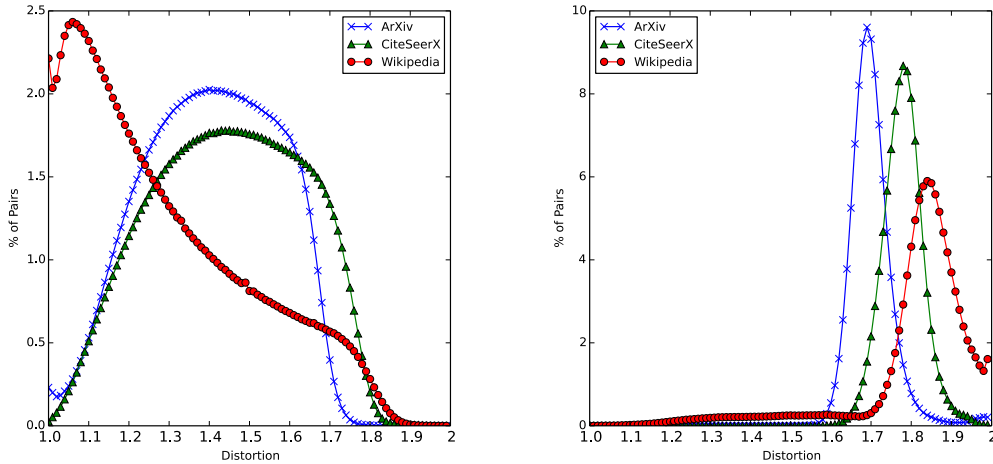 2.5
2.0
1.5
1.0
0.5
0.0
% of Pairs
1.0 1.1 1.2 1.3 1.4 1.5 1.6 1.7 1.8 1.9 2
Distortion
ArXiv
CiteSeerX
Wikipedia
10
8
6
4
2
0
% of Pairs
1.0 1.1 1.2 1.3 1.4 1.5 1.6 1.7 1.8 1.9 2
Distortion
ArXiv
CiteSeerX
Wikipedia